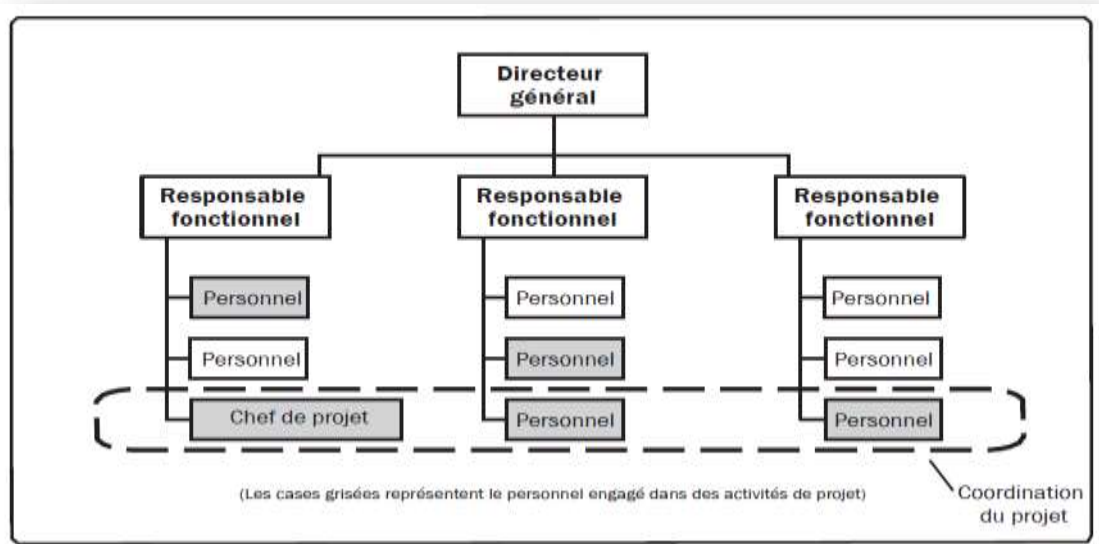 Directeur
général
Responsable
fonctionnel
Responsable
fonctionnel
Responsable
fonctionnel
Personnel
Personnel
Personnel
Personnel
Personnel
Personnel
Chef de projet
Personnel
Personnel
(Les cases grisées représentent le personnel engagé dans des activités de projet)
Coordination
du projet